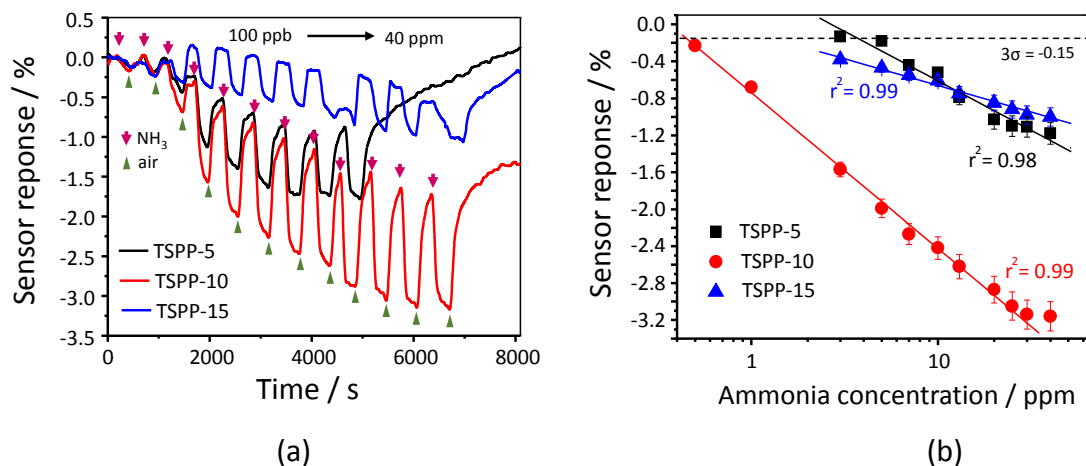 100 ppb 40 ppm
0.0
-0.5
-1.0
-1.5
-2.0
-2.5
-3.0
-3.5
Sensor reponse / %
NH3
air
TSPP-5
TSPP-10
TSPP-15
0 2000 4000 6000 8000
Time / s
(a)
0.0
-0.4
-0.8
-1.2
-1.6
-2.0
-2.4
-2.8
-3.2
Sensor reponse / %
3σ = -0.15
r2 = 0.99
r2 = 0.98
TSPP-5
TSPP-10
TSPP-15
r2 = 0.99
1 10
Ammonia concentration / ppm
(b)